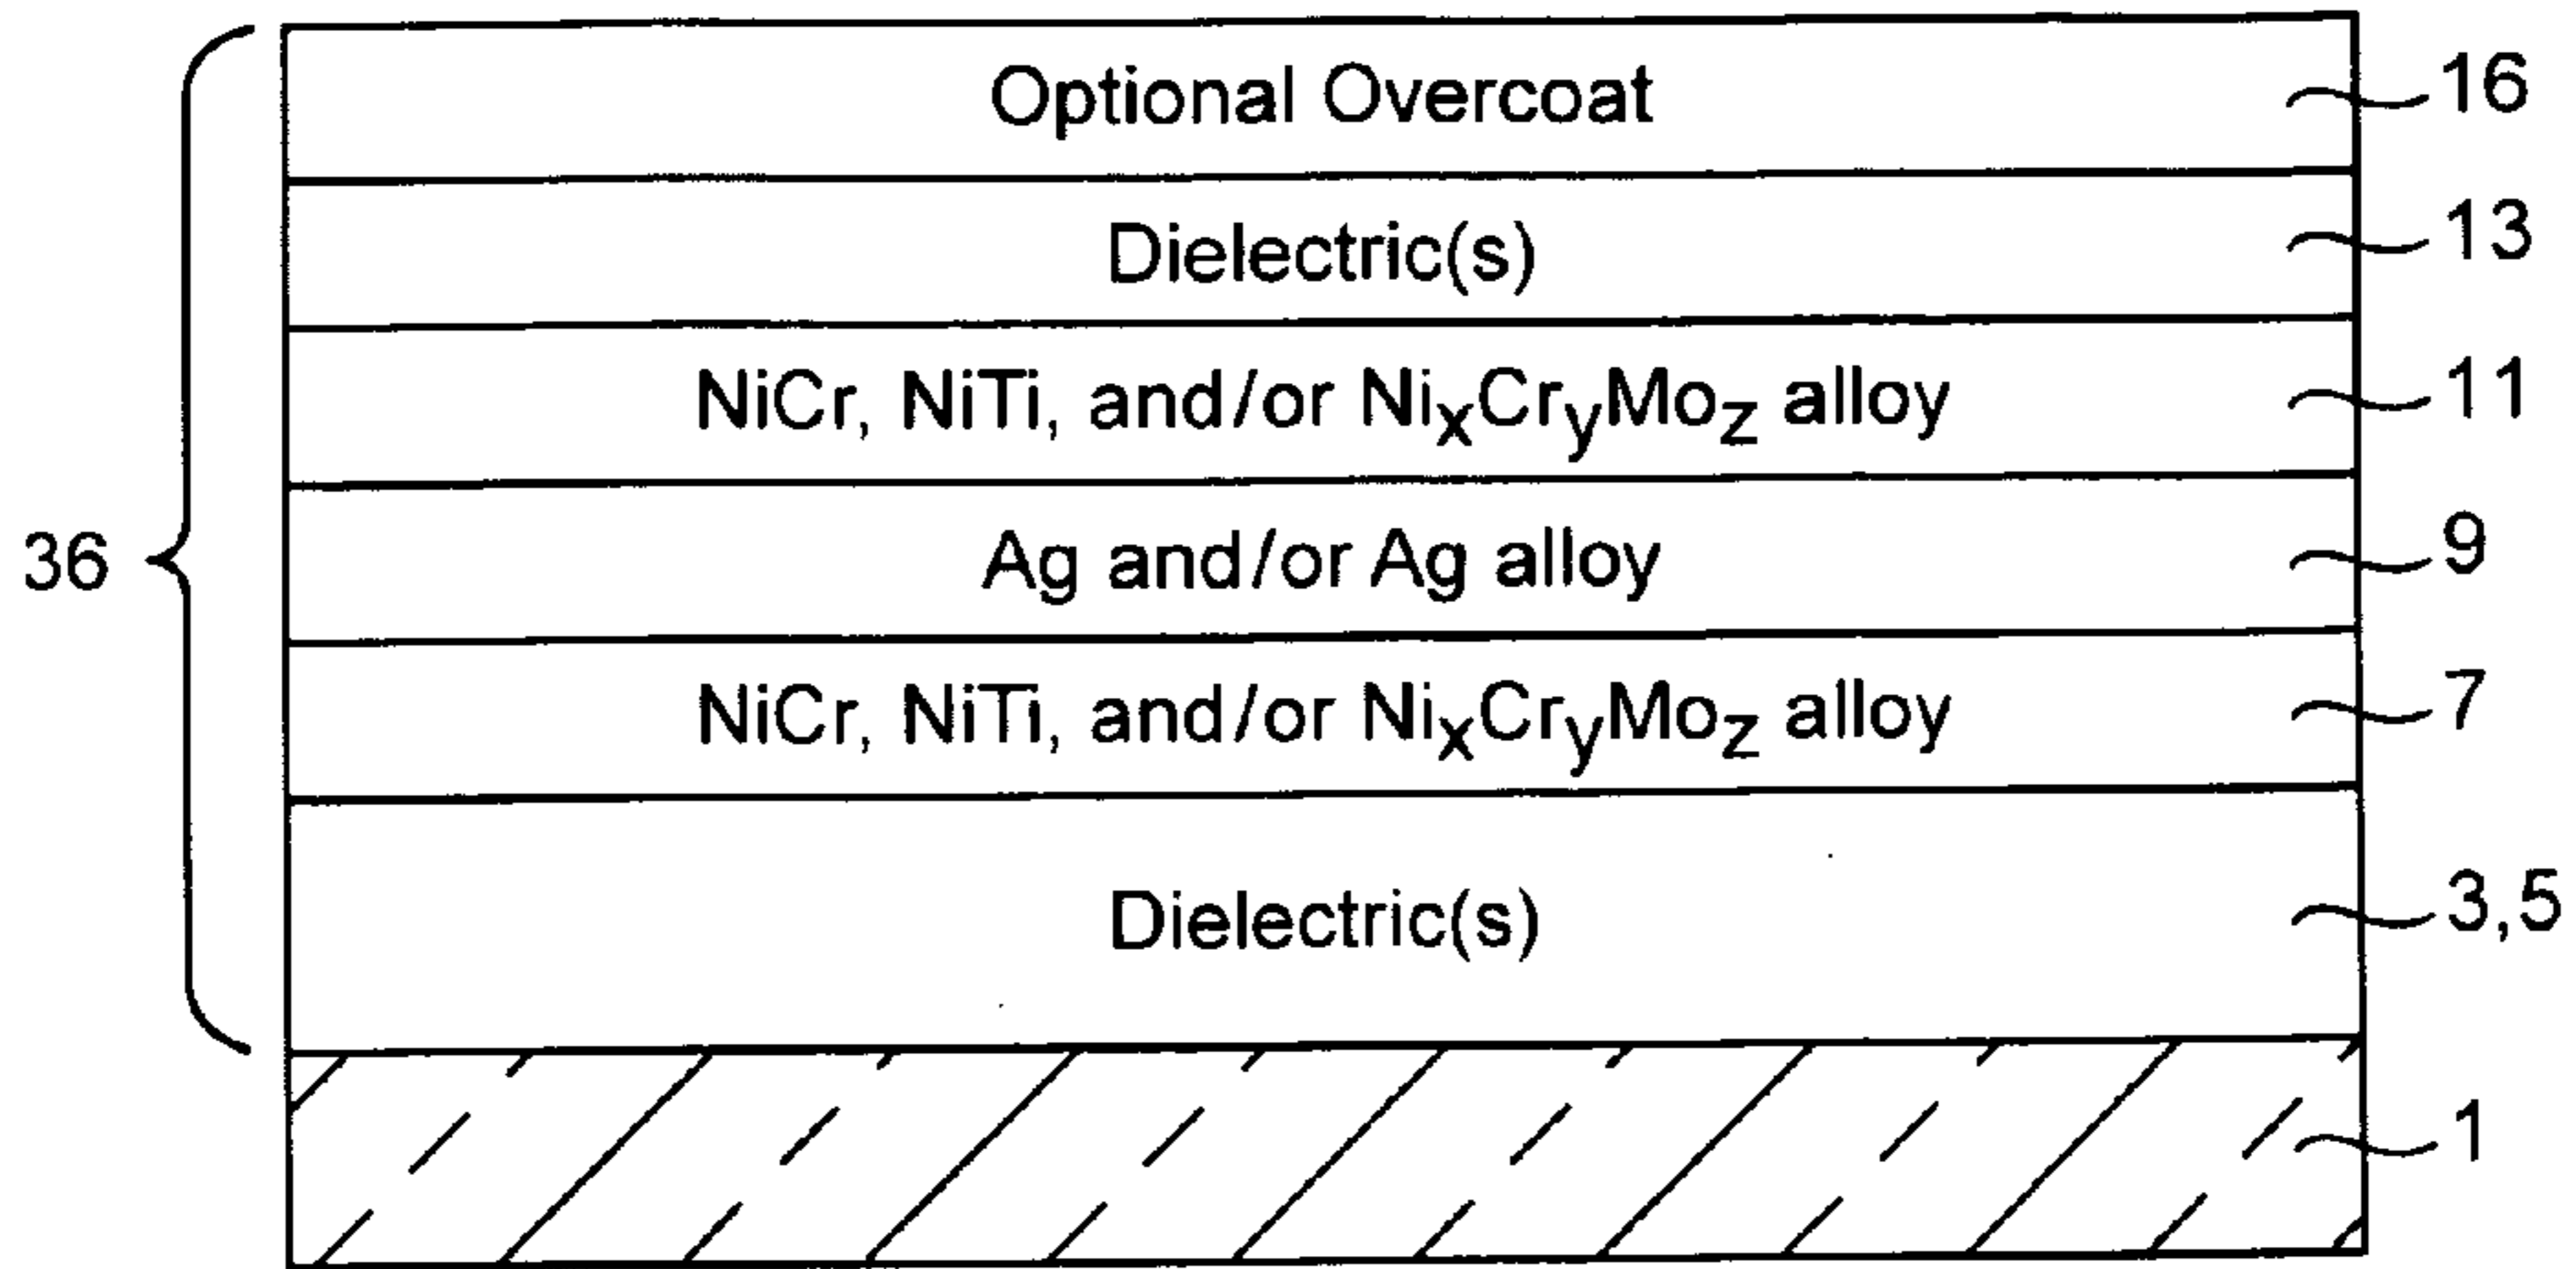 Optional Overcoat 16
Dielectric(s) 13
NiCr, NiTi, and/or NixCryMoz alloy 11
36 Ag and/or Ag alloy 9
NiCr, NiTi, and/or NixCryMoz alloy 7
Dielectric(s) 3,5
1